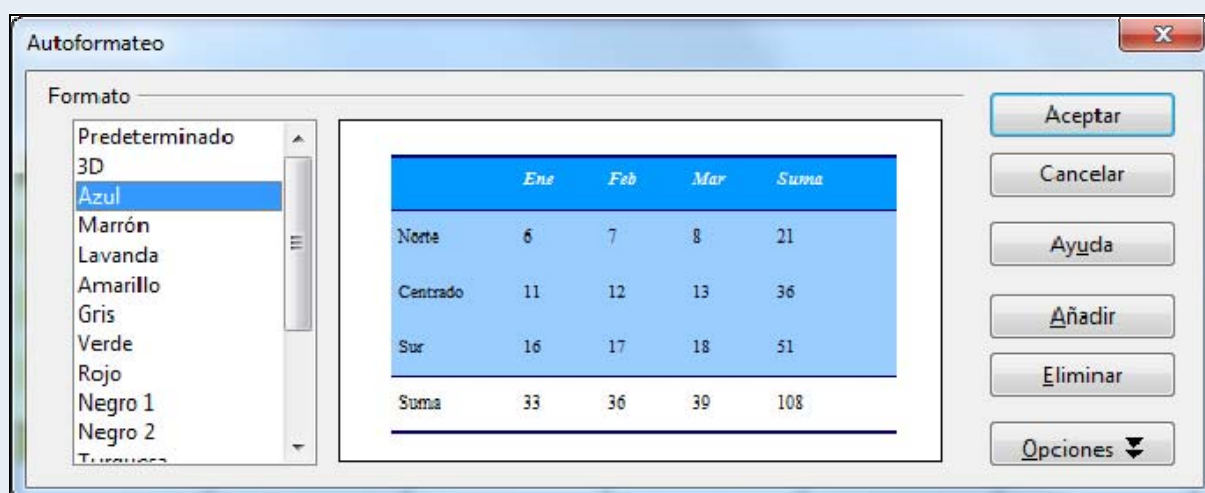 Autoformateo
Formato
Predeterminado
3D
Azul
Marrón
Lavanda
Amarillo
Gris
Verde
Rojo
Negro 1
Negro 2
Turquesa
Ene Feb Mar Suma
Norte 6 7 8 21
Centrado 11 12 13 36
Sur 16 17 18 51
Suma 33 36 39 108
Aceptar
Cancelar
Ayuda
Añadir
Eliminar
Opciones